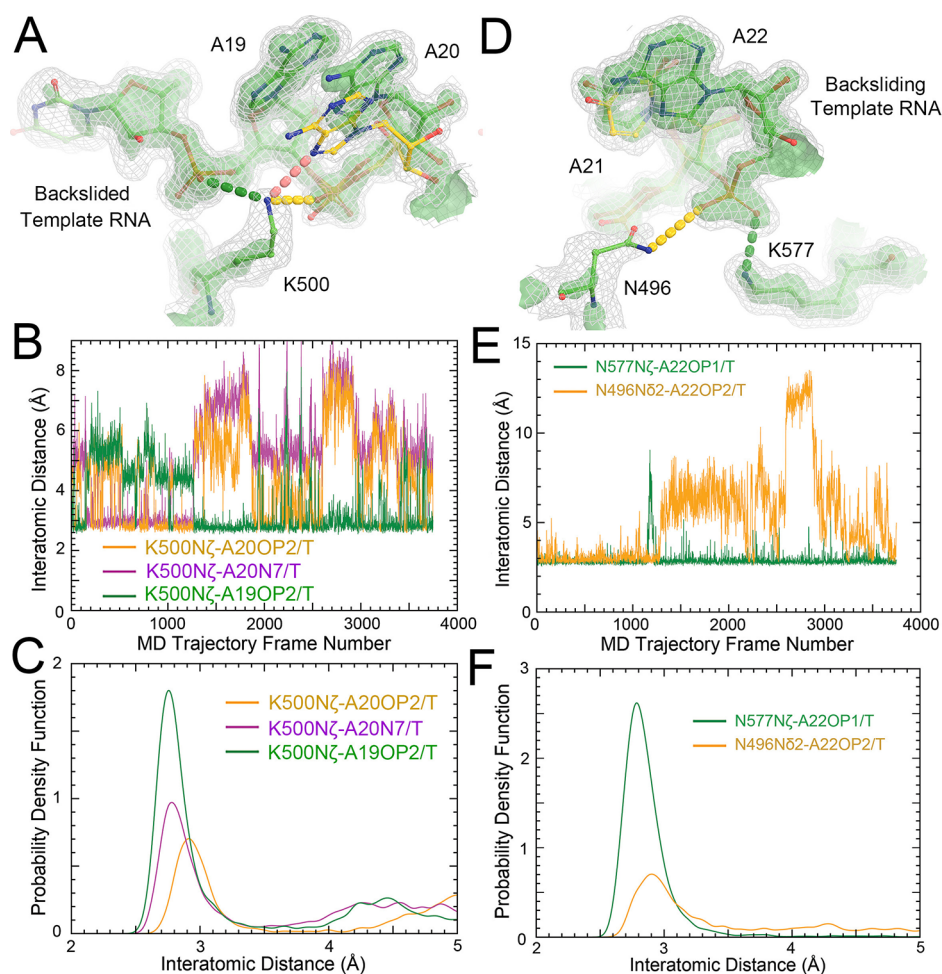 A
A19
A20
Backslided
Template RNA
K500
D
A22
Backsliding
Template RNA
A21
K577
N496
B
Interatomic Distance (Å)
8
6
4
2
0
K500Nζ-A20OP2/T
K500Nζ-A20N7/T
K500Nζ-A19OP2/T
0 1000 2000 3000 4000
MD Trajectory Frame Number
E
Interatomic Distance (Å)
15
10
5
0
N577Nζ-A22OP1/T
N496Nδ2-A22OP2/T
0 1000 2000 3000 4000
MD Trajectory Frame Number
C
Probability Density Function
2
1
0
K500Nζ-A20OP2/T
K500Nζ-A20N7/T
K500Nζ-A19OP2/T
2 3 4 5
Interatomic Distance (Å)
F
Probability Density Function
3
2
1
0
N577Nζ-A22OP1/T
N496Nδ2-A22OP2/T
2 3 4 5
Interatomic Distance (Å)